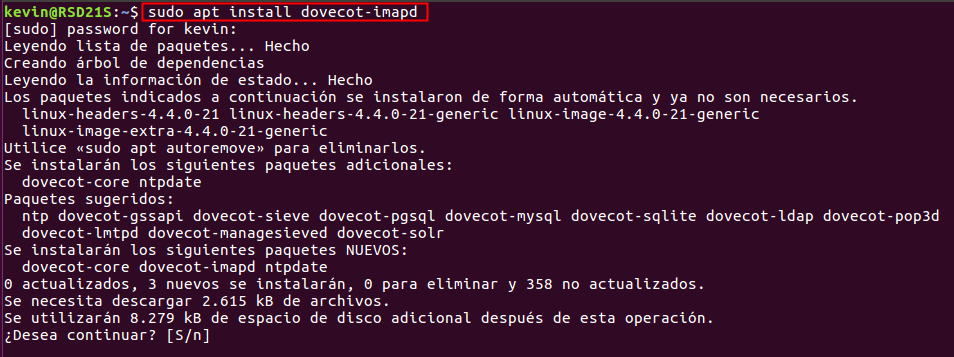 kevin@RSD21S:~$ sudo apt install dovecot-imapd
[sudo] password for kevin:
Leyendo lista de paquetes... Hecho
Creando árbol de dependencias
Leyendo la información de estado... Hecho
Los paquetes indicados a continuación se instalaron de forma automática y ya no son necesarios.
  linux-headers-4.4.0-21 linux-headers-4.4.0-21-generic linux-image-4.4.0-21-generic
  linux-image-extra-4.4.0-21-generic
Utilice «sudo apt autoremove» para eliminarlos.
Se instalarán los siguientes paquetes adicionales:
  dovecot-core ntpdate
Paquetes sugeridos:
  ntp dovecot-gssapi dovecot-sieve dovecot-pgsql dovecot-mysql dovecot-sqlite dovecot-ldap dovecot-pop3d
  dovecot-lmtpd dovecot-managesieved dovecot-solr
Se instalarán los siguientes paquetes NUEVOS:
  dovecot-core dovecot-imapd ntpdate
0 actualizados, 3 nuevos se instalarán, 0 para eliminar y 358 no actualizados.
Se necesita descargar 2.615 kB de archivos.
Se utilizarán 8.279 kB de espacio de disco adicional después de esta operación.
¿Desea continuar? [S/n]